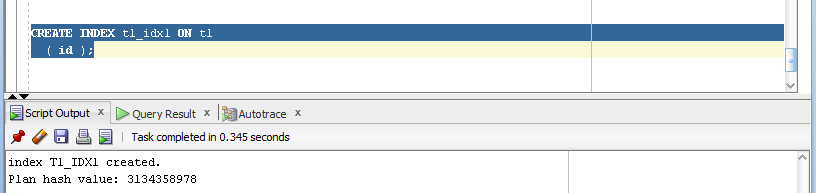 CREATE INDEX t1_idx1 ON t1
( id );
Script Output x Query Result x Autotrace x
Task completed in 0.345 seconds
index T1_IDX1 created.
Plan hash value: 3134358978